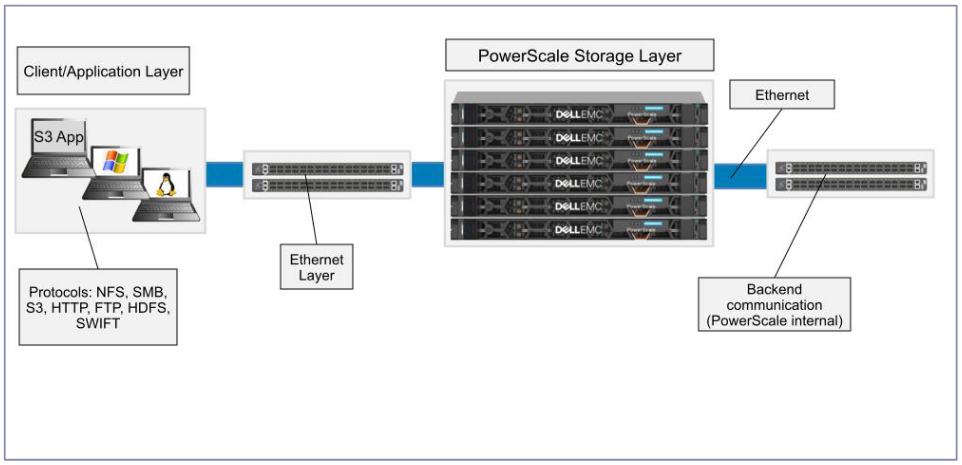 Client/Application Layer
PowerScale Storage Layer
Ethernet
S3 App
DELLEMC
PowerScale
DELLEMC
PowerScale
DELLEMC
PowerScale
DELLEMC
PowerScale
DELLEMC
PowerScale
DELLEMC
PowerScale
Ethernet
Layer
Protocols: NFS, SMB,
S3, HTTP, FTP, HDFS,
SWIFT
Backend
communication
(PowerScale internal)